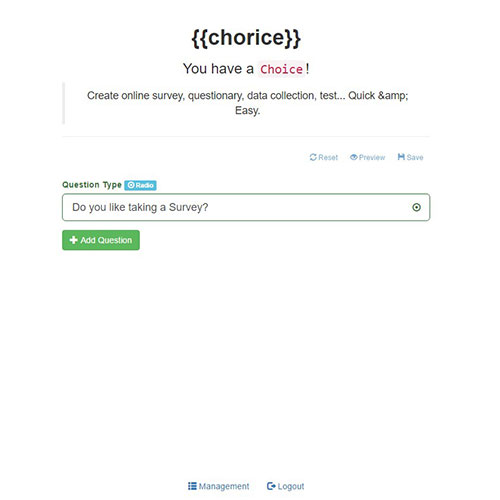 {{chorice}}
You have a Choice!
Create online survey, questionary, data collection, test... Quick &amp;
Easy.
Reset Preview Save
Question Type Redio
Do you like taking a Survey?
Add Question
Management Logout